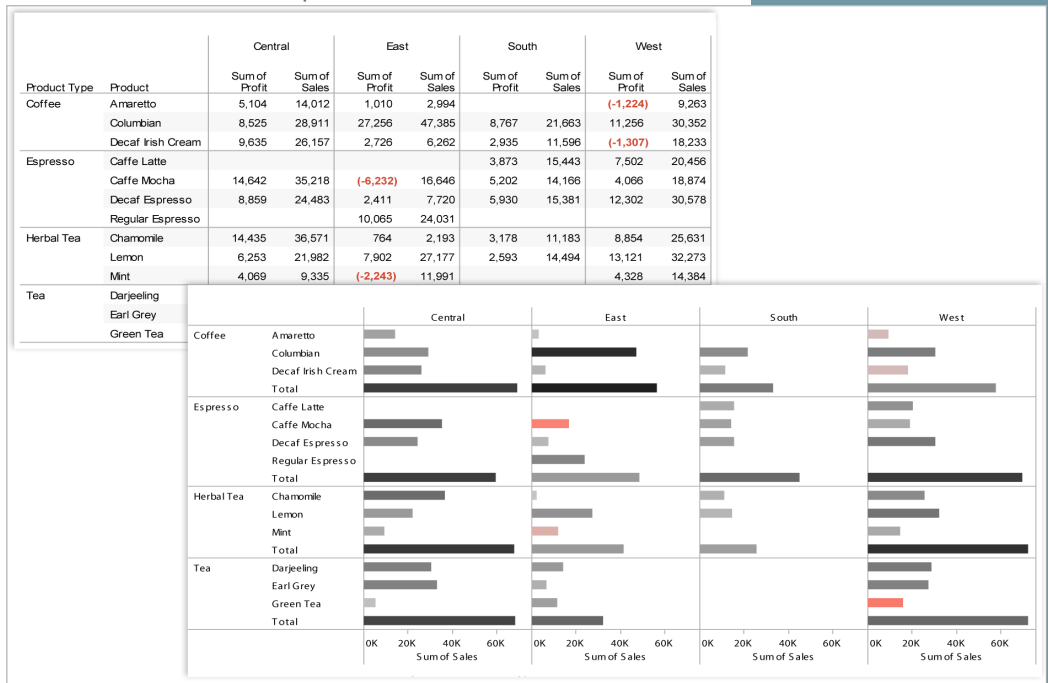 Central East South West
Product Type Product Sum of Profit Sum of Sales Sum of Profit Sum of Sales Sum of Profit Sum of Sales Sum of Profit Sum of Sales
Coffee Amaretto 5,104 14,012 1,010 2,994 (-1,224) 9,263
Columbian 8,525 28,911 27,256 47,385 8,767 21,663 11,256 30,352
Decaf Irish Cream 9,635 26,157 2,726 6,262 2,935 11,596 (-1,307) 18,233
Espresso Caffe Latte 3,873 15,443 7,502 20,456
Caffe Mocha 14,642 35,218 (-6,232) 16,646 5,202 14,166 4,066 18,874
Decaf Espresso 8,859 24,483 2,411 7,720 5,930 15,381 12,302 30,578
Regular Espresso 10,065 24,031
Herbal Tea Chamomile 14,435 36,571 764 2,193 3,178 11,183 8,854 25,631
Lemon 6,253 21,982 7,902 27,177 2,593 14,494 13,121 32,273
Mint 4,069 9,335 (-2,243) 11,991 4,328 14,384
Tea Darjeeling
Earl Grey
Green Tea
Central East South West
Coffee Amaretto
Columbian
Decaf Irish Cream
Total
Espresso Caffe Latte
Caffe Mocha
Decaf Espresso
Regular Espresso
Total
Herbal Tea Chamomile
Lemon
Mint
Total
Tea Darjeeling
Earl Grey
Green Tea
Total
0K 20K 40K 60K 0K 20K 40K 60K 0K 20K 40K 60K 0K 20K 40K 60K
Sum of Sales Sum of Sales Sum of Sales Sum of Sales